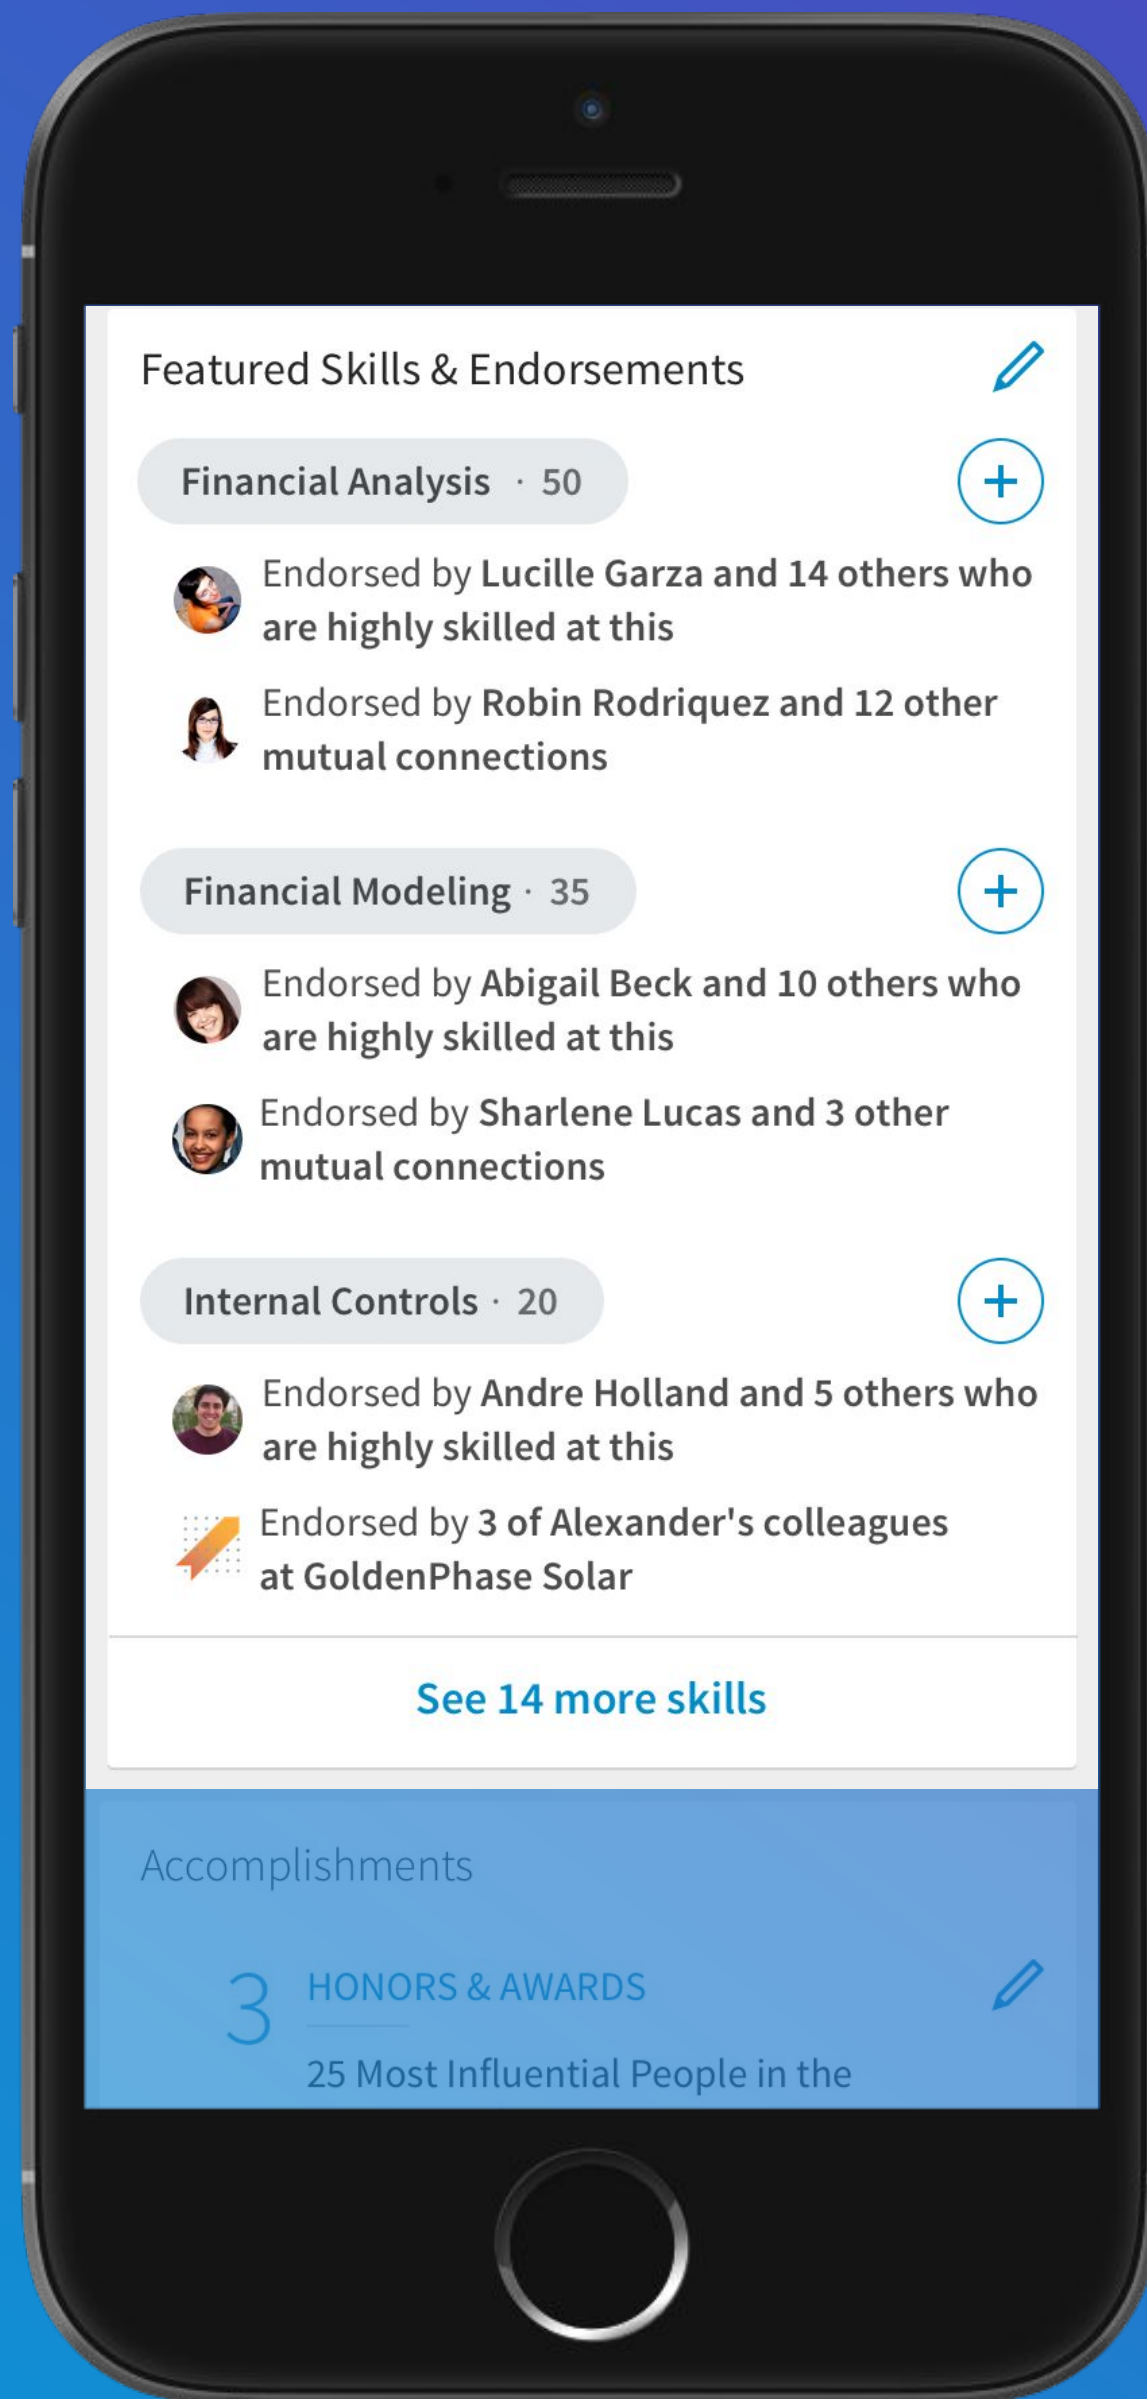 Featured Skills & Endorsements
Financial Analysis · 50
Endorsed by Lucille Garza and 14 others who
are highly skilled at this
Endorsed by Robin Rodriquez and 12 other
mutual connections
Financial Modeling · 35
Endorsed by Abigail Beck and 10 others who
are highly skilled at this
Endorsed by Sharlene Lucas and 3 other
mutual connections
Internal Controls · 20
Endorsed by Andre Holland and 5 others who
are highly skilled at this
Endorsed by 3 of Alexander's colleagues
at GoldenPhase Solar
See 14 more skills
Accomplishments
3 HONORS & AWARDS
25 Most Influential People in the